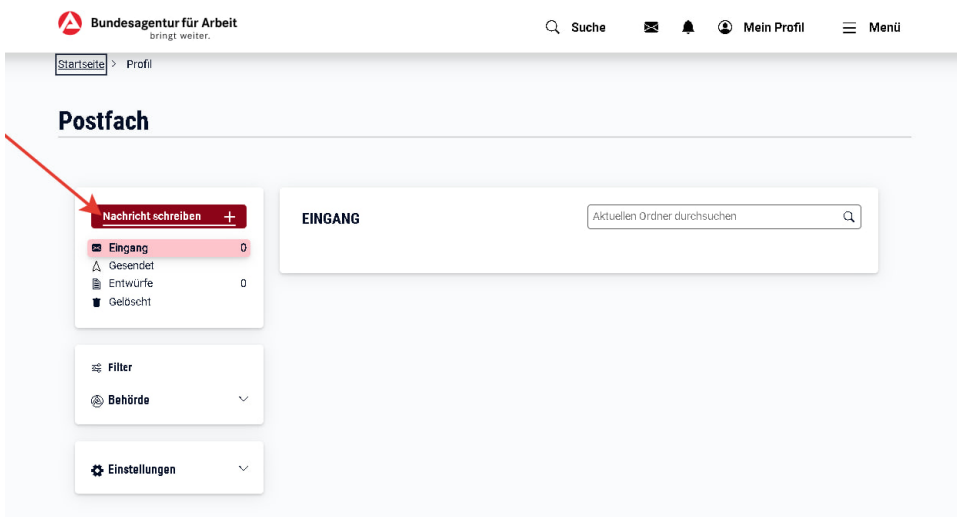 Bundesagentur für Arbeit
bringt weiter.
Suche
Mein Profil
Menü
Startseite > Profil
Postfach
Nachricht schreiben +
Eingang 0
Gesendet
Entwürfe 0
Gelöscht
EINGANG
Aktuellen Ordner durchsuchen
Filter
Behörde
Einstellungen